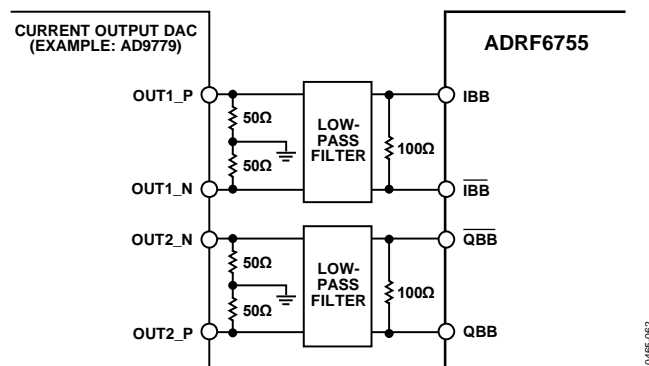 CURRENT OUTPUT DAC
(EXAMPLE: AD9779)
ADRF6755
OUT1_P
IBB
50Ω
LOW-
PASS
FILTER
100Ω
50Ω
OUT1_N
IBB
OUT2_N
QBB
50Ω
LOW-
PASS
FILTER
100Ω
50Ω
OUT2_P
QBB